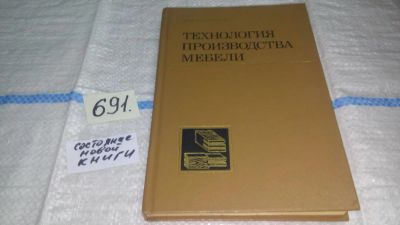 ТЕХНОЛОГИЯ
ПРОИЗВОДСТВА
МЕБЕЛИ
691.
СОСТОЯНИЕ
НОВОЙ
КНИГИ